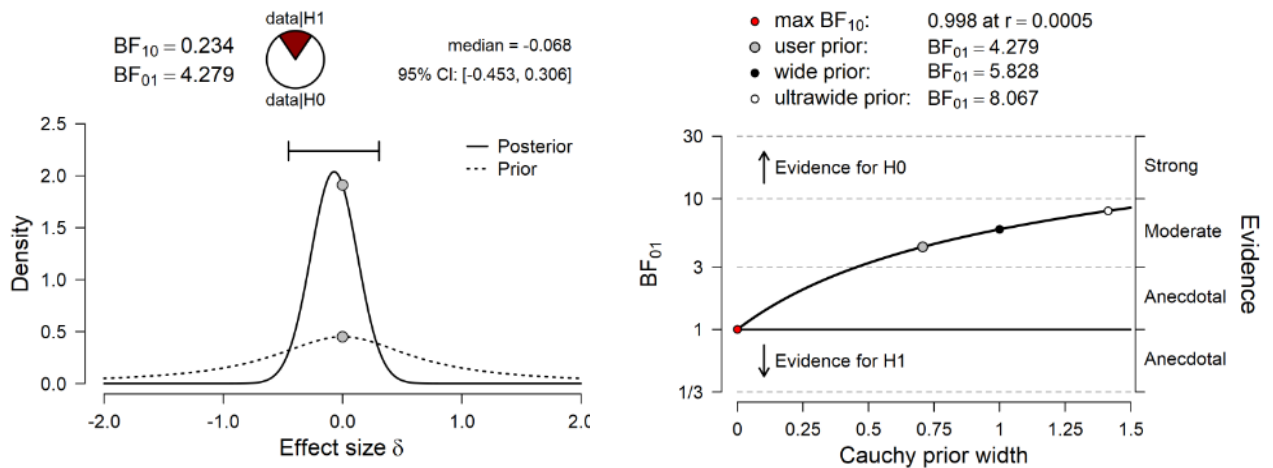 data|H1
BF₁₀ = 0.234
BF₀₁ = 4.279
data|H0
median = -0.068
95% CI: [-0.453, 0.306]
Posterior
Prior
2.5
2.0
1.5
1.0
0.5
0.0
Density
-2.0 -1.0 0.0 1.0 2.0
Effect size δ
max BF₁₀: 0.998 at r = 0.0005
user prior: BF₀₁ = 4.279
wide prior: BF₀₁ = 5.828
ultrawide prior: BF₀₁ = 8.067
30
10
3
1
1/3
BF₀₁
Evidence for H0
Evidence for H1
Strong
Moderate
Anecdotal
Anecdotal
Evidence
0 0.25 0.5 0.75 1 1.25 1.5
Cauchy prior width